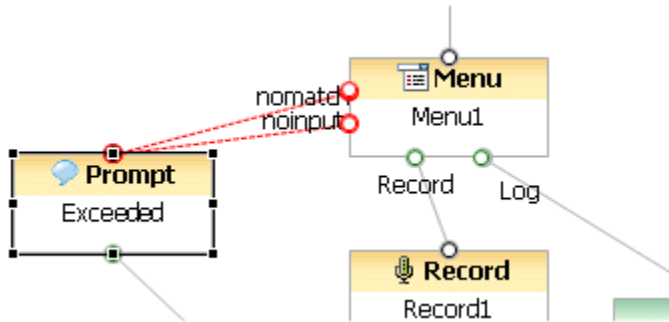 Menu
Menu1
nomatch
noinput
Prompt
Exceeded
Record
Log
Record
Record1